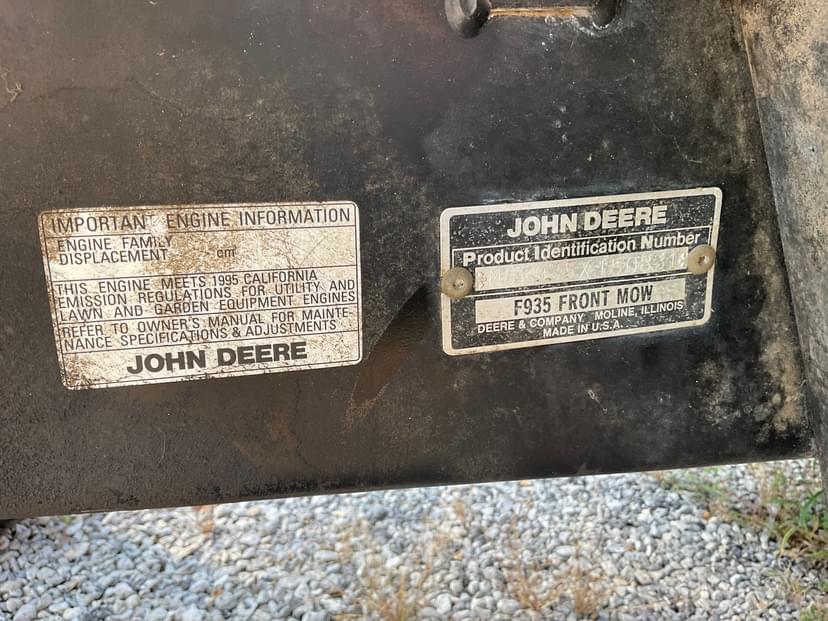 IMPORTANT ENGINE INFORMATION
ENGINE FAMILY
DISPLACEMENT cm
THIS ENGINE MEETS 1995 CALIFORNIA
EMISSION REGULATIONS FOR UTILITY AND
LAWN AND GARDEN EQUIPMENT ENGINES
REFER TO OWNER'S MANUAL FOR MAINTE-
NANCE SPECIFICATIONS & ADJUSTMENTS
JOHN DEERE
JOHN DEERE
Product Identification Number
F935 FRONT MOW
DEERE & COMPANY MOLINE, ILLINOIS
MADE IN U.S.A.